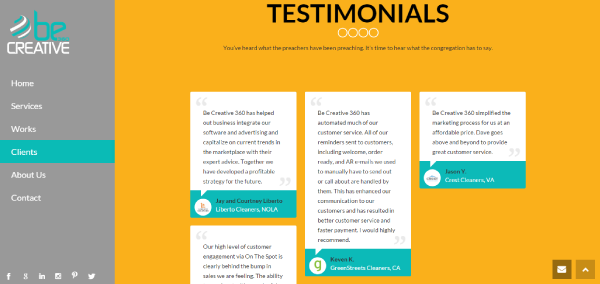 be
CREATIVE
Home
Services
Works
Clients
About Us
Contact
TESTIMONIALS
You've heard what the preachers have been preaching. It's time to hear what the congregation has to say.
Be Creative 360 has helped
out business integrate our
software and advertising and
capitalize on current trends in
the marketplace with their
expert advice. Together we
have developed a profitable
strategy for the future.
Jay and Courtney Liberto
Liberto Cleaners, NOLA
Our high level of customer
engagement via On The Spot is
clearly behind the bump in
sales we are feeling. The ability
Be Creative 360 has
automated much of our
customer service. All of our
reminders sent to customers,
including welcome, order
ready, and AR e-mails we used
to manually have to send out
or call about are handled by
them. This has enhanced our
communication to our
customers and has resulted in
better customer service and
faster payment. I would highly
recommend.
Raven R.
GreenStreets Cleaners, CA
Be Creative 360 simplified the
marketing process for us at an
affordable price. Dave goes
above and beyond to provide
great customer service.
Jason Y.
Crest Cleaners, VA